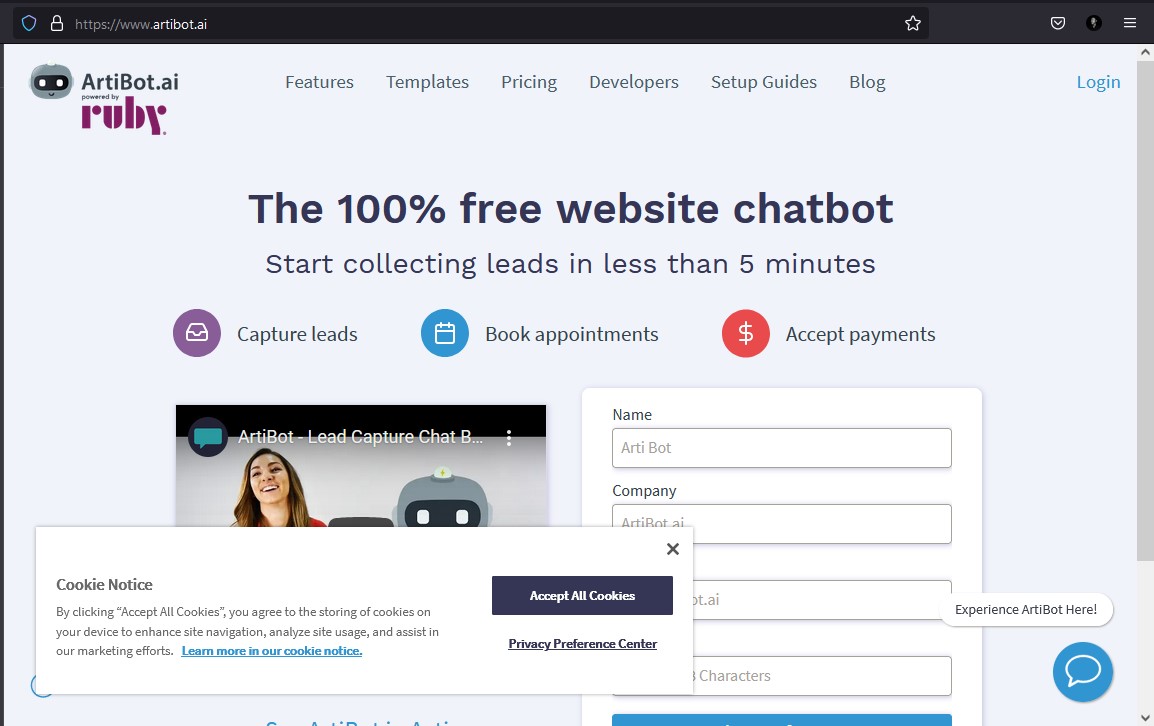 https://www.artibot.ai
ArtiBot.ai
powered by
ruby
Features
Templates
Pricing
Developers
Setup Guides
Blog
Login
The 100% free website chatbot
Start collecting leads in less than 5 minutes
Capture leads
Book appointments
Accept payments
ArtiBot - Lead Capture Chat B...
Name
Arti Bot
Company
ArtiBot.ai
ot.ai
Characters
Cookie Notice
By clicking “Accept All Cookies”, you agree to the storing of cookies on
your device to enhance site navigation, analyze site usage, and assist in
our marketing efforts. Learn more in our cookie notice.
Accept All Cookies
Privacy Preference Center
Experience ArtiBot Here!